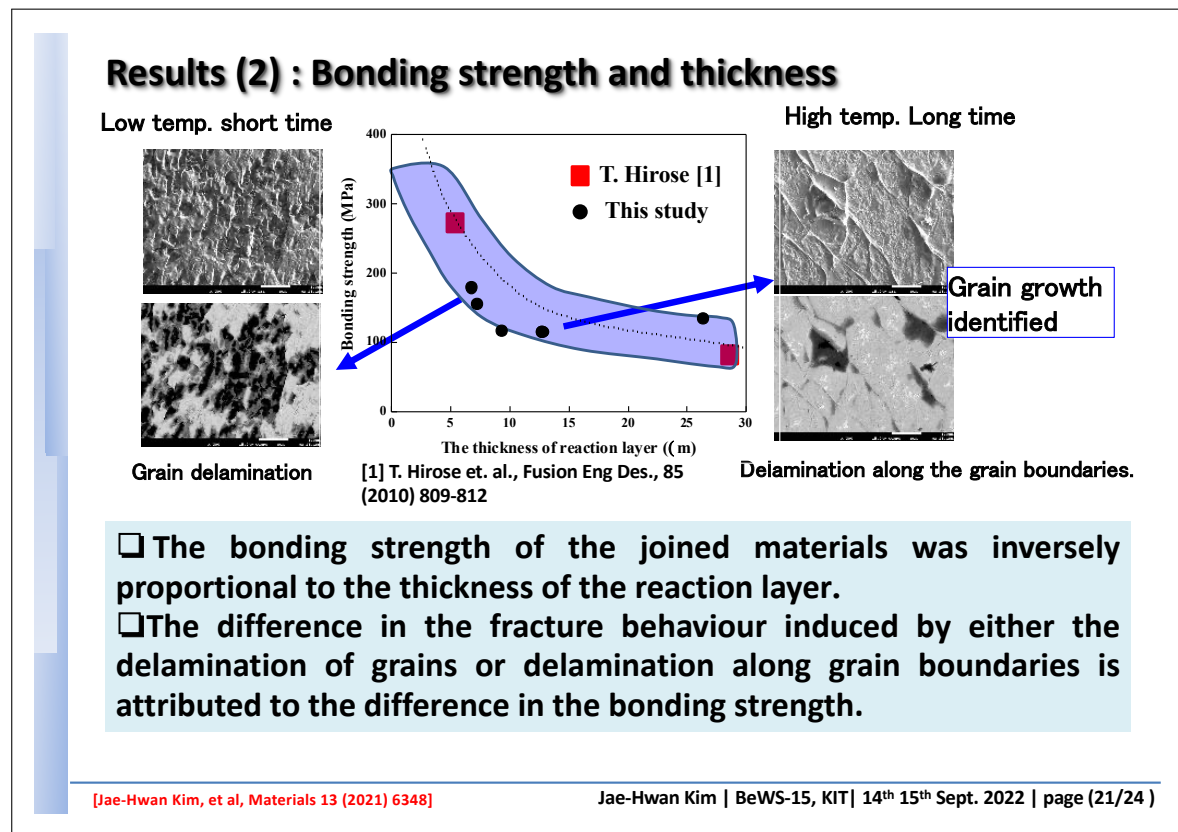 Results (2) : Bonding strength and thickness
Low temp. short time
High temp. Long time
400
300
200
100
0
0
5
10
15
20
25
30
Bonding strength (MPa)
The thickness of reaction layer ((m)
T. Hirose [1]
This study
Grain growth
identified
Grain delamination
[1] T. Hirose et. al., Fusion Eng Des., 85
(2010) 809-812
Delamination along the grain boundaries.
❑ The bonding strength of the joined materials was inversely
proportional to the thickness of the reaction layer.
❑The difference in the fracture behaviour induced by either the
delamination of grains or delamination along grain boundaries is
attributed to the difference in the bonding strength.
[Jae-Hwan Kim, et al, Materials 13 (2021) 6348]
Jae-Hwan Kim | BeWS-15, KIT| 14th 15th Sept. 2022 | page (21/24 )